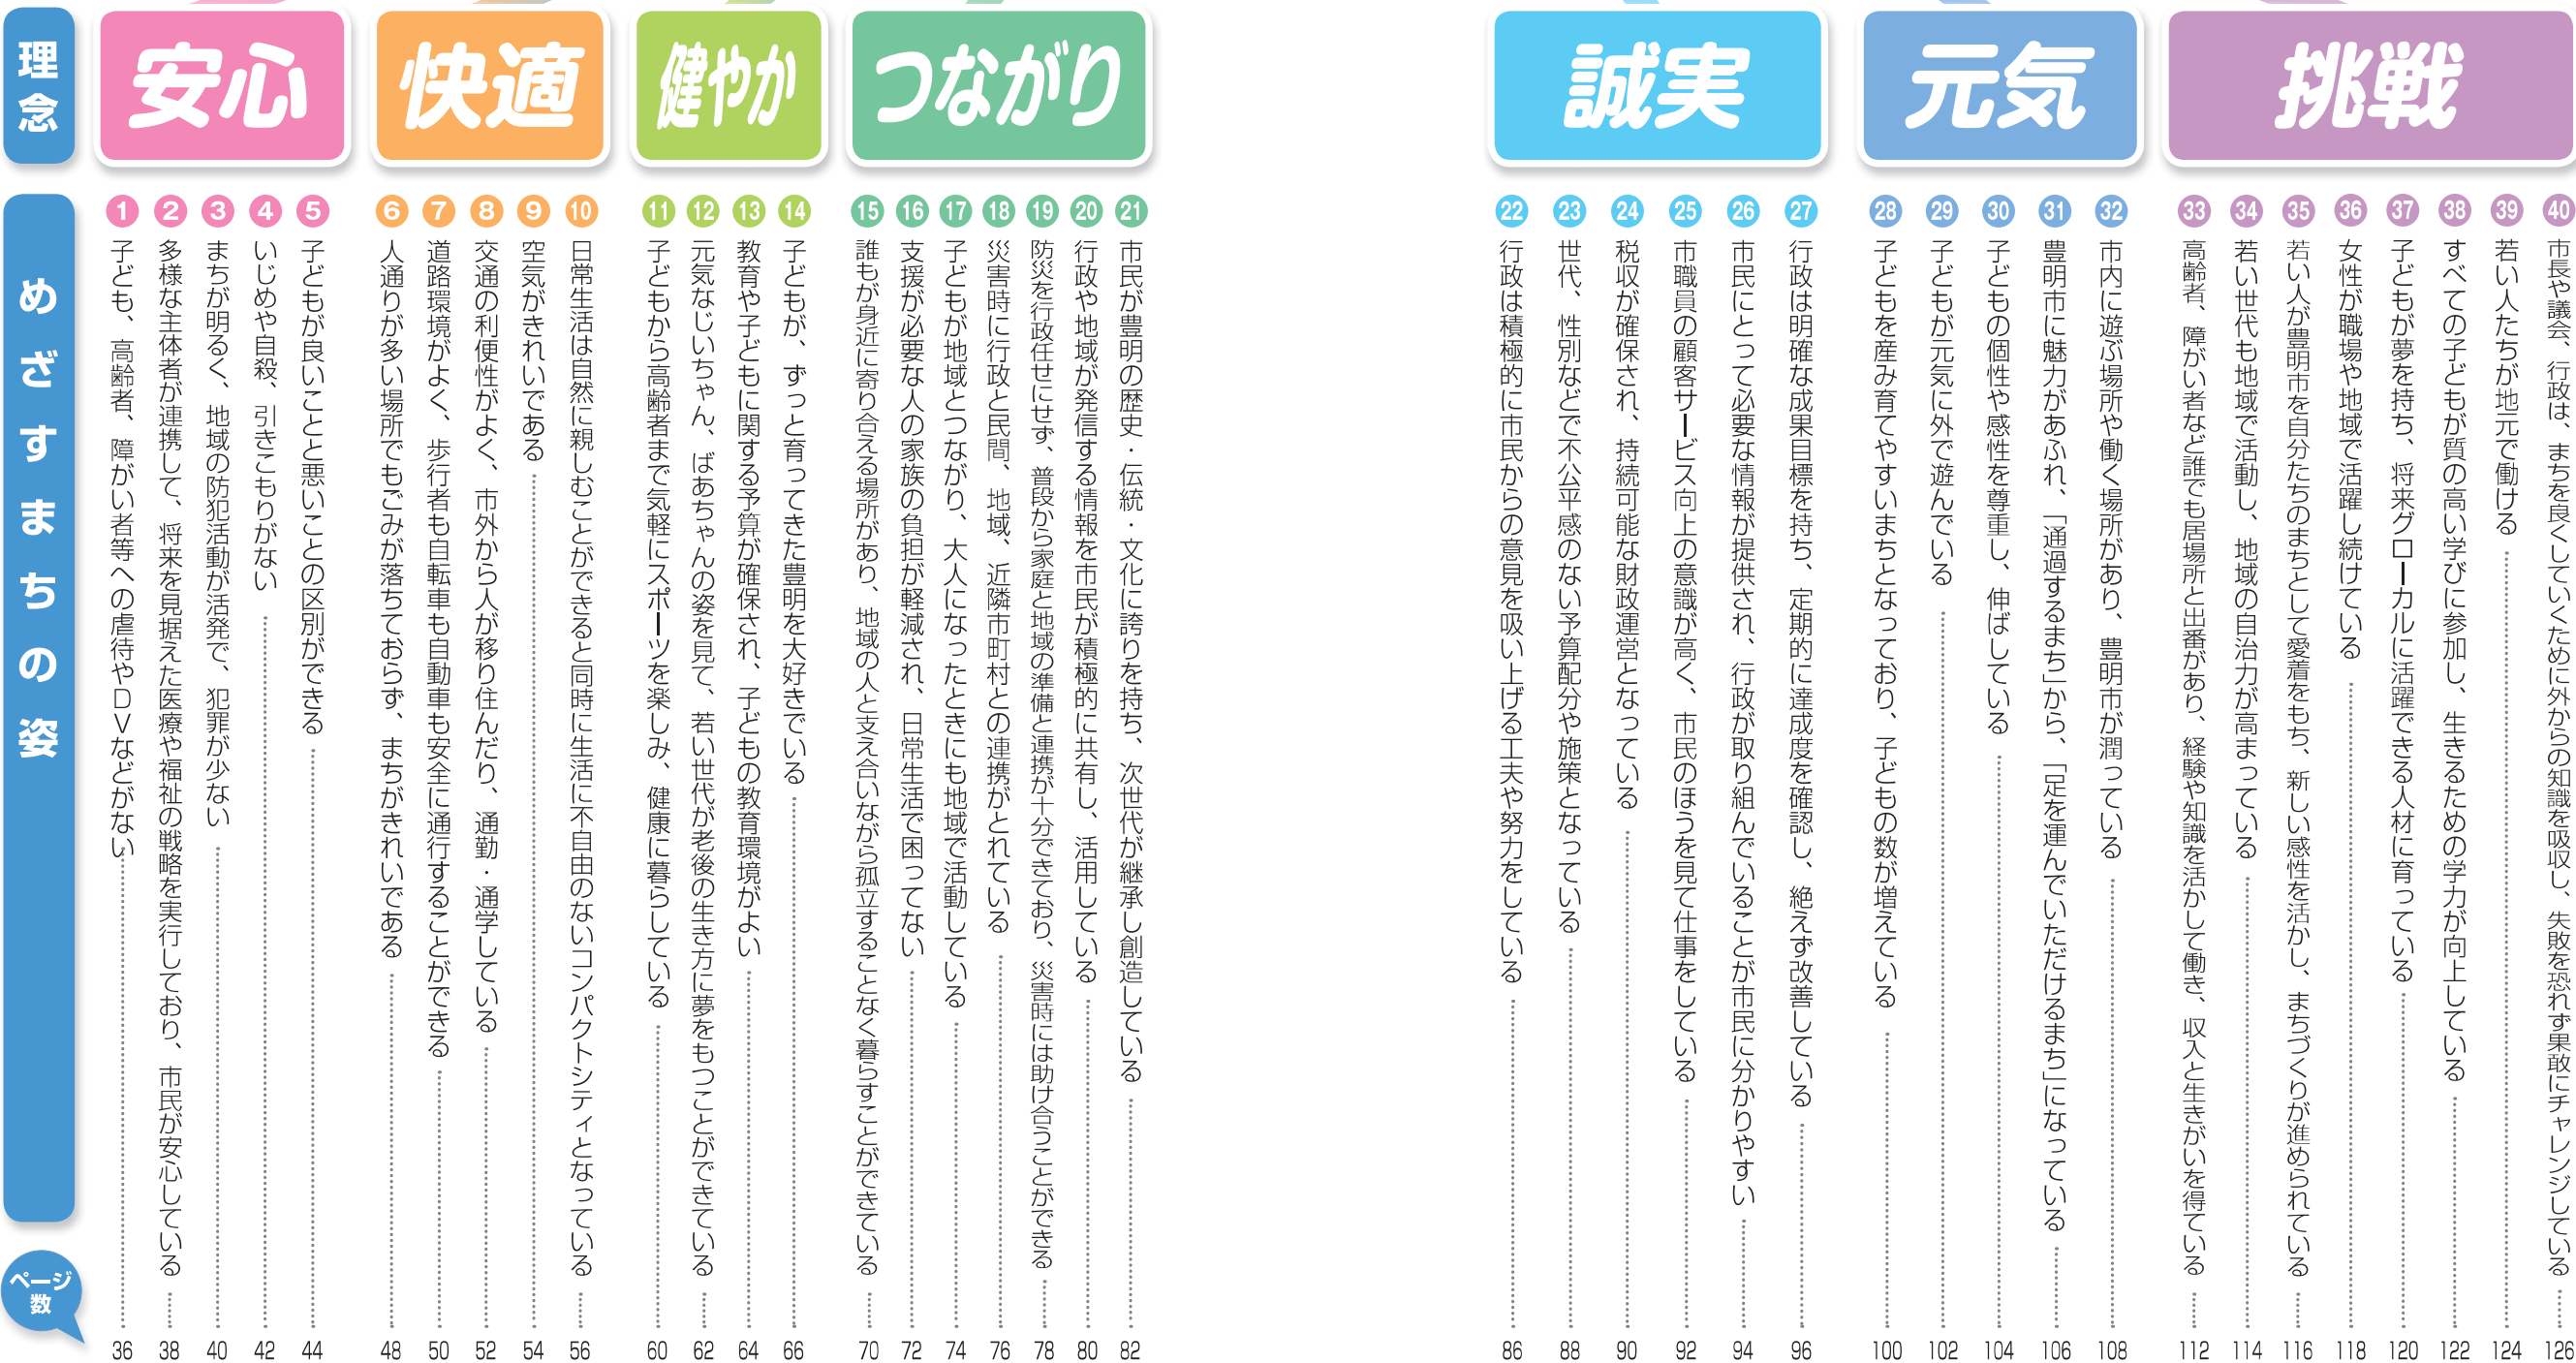 理念
めざすまちの姿
ページ数
安心
1 子ども、高齢者、障がい者等への虐待やＤＶなどがない 36
2 多様な主体者が連携して、将来を見据えた医療や福祉の戦略を実行しており、市民が安心している 38
3 まちが明るく、地域の防犯活動が活発で、犯罪が少ない 40
4 いじめや自殺、引きこもりがない 42
5 子どもが良いことと悪いことの区別ができる 44
快適
6 人通りが多い場所でもごみが落ちておらず、まちがきれいである 48
7 道路環境がよく、歩行者も自転車も自動車も安全に通行することができる 50
8 交通の利便性がよく、市外から人が移り住んだり、通勤・通学している 52
9 空気がきれいである 54
10 日常生活は自然に親しむことができると同時に生活に不自由のないコンパクトシティとなっている 56
健やか
11 子どもから高齢者まで気軽にスポーツを楽しみ、健康に暮らしている 60
12 元気なじいちゃん、ばあちゃんの姿を見て、若い世代が老後の生き方に夢をもつことができている 62
13 教育や子どもに関する予算が確保され、子どもの教育環境がよい 64
14 子どもが、ずっと育ってきた豊明を大好きでいる 66
つながり
15 誰もが身近に寄り合える場所があり、地域の人と支え合いながら孤立することなく暮らすことができている 70
16 支援が必要な人の家族の負担が軽減され、日常生活で困ってない 72
17 子どもが地域とつながり、大人になったときにも地域で活動している 74
18 災害時に行政と民間、地域、近隣市町村との連携がとれている 76
19 防災を行政任せにせず、普段から家庭と地域の準備と連携が十分できており、災害時には助け合うことができる 78
20 行政や地域が発信する情報を市民が積極的に共有し、活用している 80
21 市民が豊明の歴史・伝統・文化に誇りを持ち、次世代が継承し創造している 82
誠実
22 行政は積極的に市民からの意見を吸い上げる工夫や努力をしている 86
23 世代、性別などで不公平感のない予算配分や施策となっている 88
24 税収が確保され、持続可能な財政運営となっている 90
25 市職員の顧客サービス向上の意識が高く、市民のほうを見て仕事をしている 92
26 市民にとって必要な情報が提供され、行政が取り組んでいることが市民に分かりやすい 94
27 行政は明確な成果目標を持ち、定期的に達成度を確認し、絶えず改善している 96
元気
28 子どもを産み育てやすいまちとなっており、子どもの数が増えている 100
29 子どもが元気に外で遊んでいる 102
30 子どもの個性や感性を尊重し、伸ばしている 104
31 豊明市に魅力があふれ、「通過するまち」から、「足を運んでいただけるまち」になっている 106
32 市内に遊ぶ場所や働く場所があり、豊明市が潤っている 108
挑戦
33 高齢者、障がい者など誰でも居場所と出番があり、経験や知識を活かして働き、収入と生きがいを得ている 112
34 若い世代も地域で活動し、地域の自治力が高まっている 114
35 若い人が豊明市を自分たちのまちとして愛着をもち、新しい感性を活かし、まちづくりが進められている 116
36 女性が職場や地域で活躍し続けている 118
37 子どもが夢を持ち、将来グローカルに活躍できる人材に育っている 120
38 すべての子どもが質の高い学びに参加し、生きるための学力が向上している 122
39 若い人たちが地元で働ける 124
40 市長や議会、行政は、まちを良くしていくために外からの知識を吸収し、失敗を恐れず果敢にチャレンジしている 126